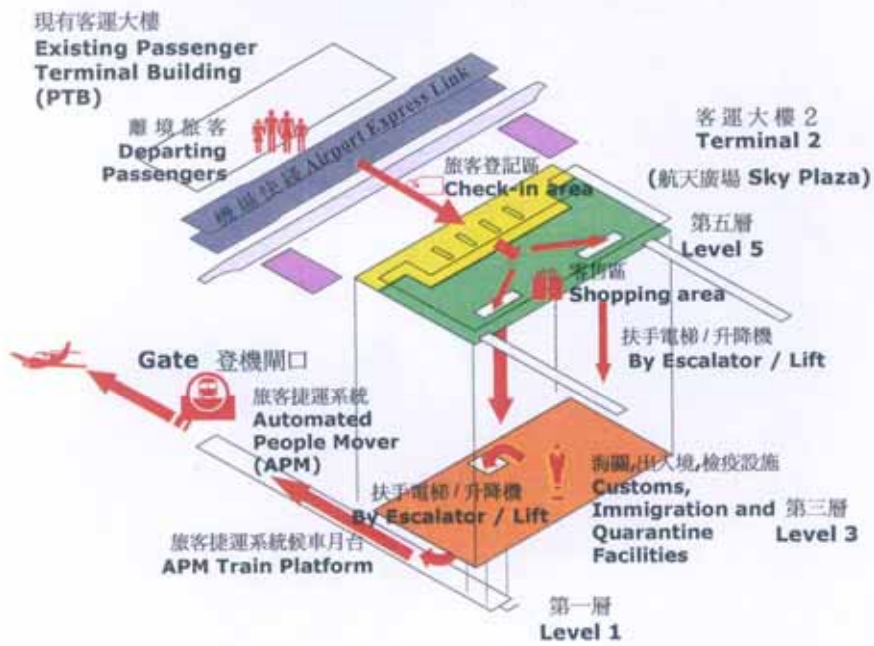 現有客運大樓
Existing Passenger
Terminal Building
(PTB)
離境旅客
Departing
Passengers
機場快綫 Airport Express Link
旅客登記區
Check-in area
客運大樓 2
Terminal 2
(航天廣場 Sky Plaza)
第五層
Level 5
零售區
Shopping area
扶手電梯 / 升降機
By Escalator / Lift
Gate 登機閘口
旅客捷運系統
Automated
People Mover
(APM)
扶手電梯 / 升降機
By Escalator / Lift
海關,出入境,檢疫設施
Customs,
Immigration and
Quarantine
Facilities
第三層
Level 3
旅客捷運系統候車月台
APM Train Platform
第一層
Level 1